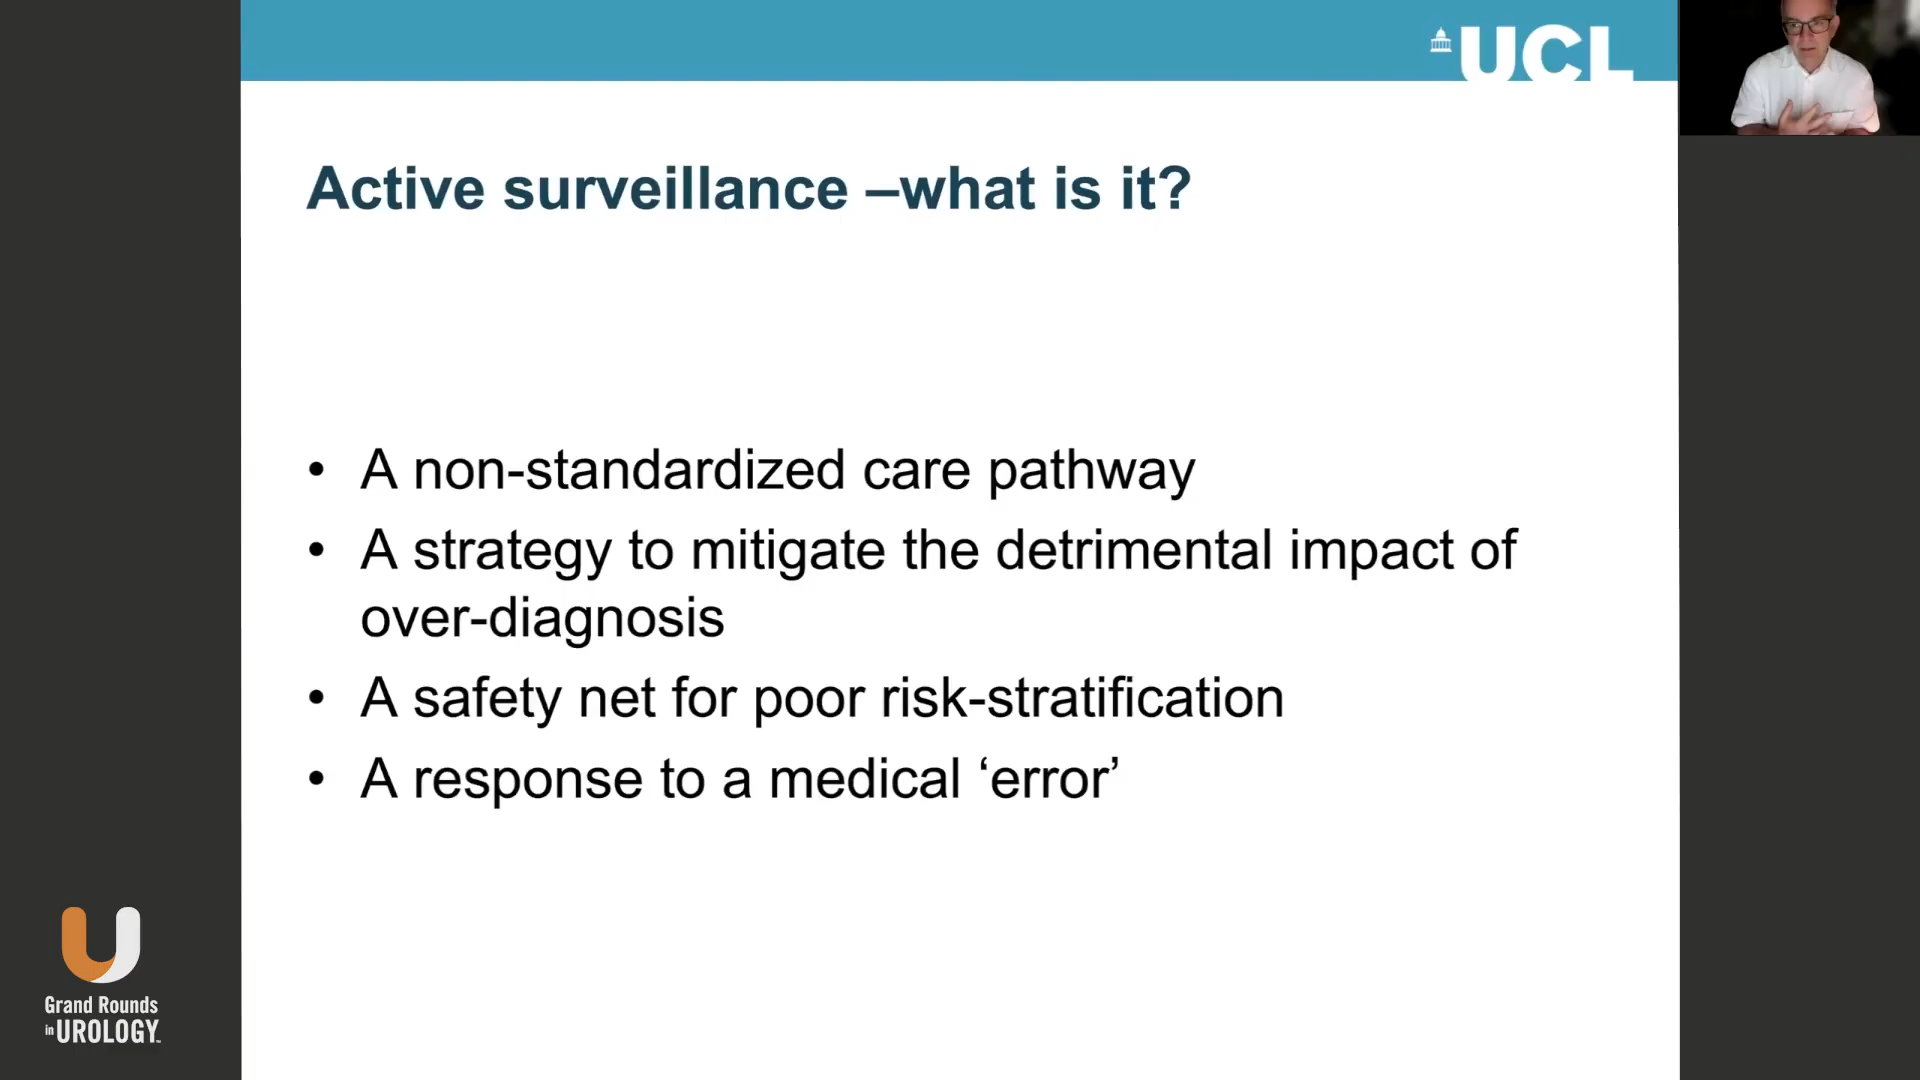 UCL
Active surveillance –what is it?
• A non-standardized care pathway
• A strategy to mitigate the detrimental impact of
over-diagnosis
• A safety net for poor risk-stratification
• A response to a medical ‘error’
Grand Rounds
in UROLOGY™